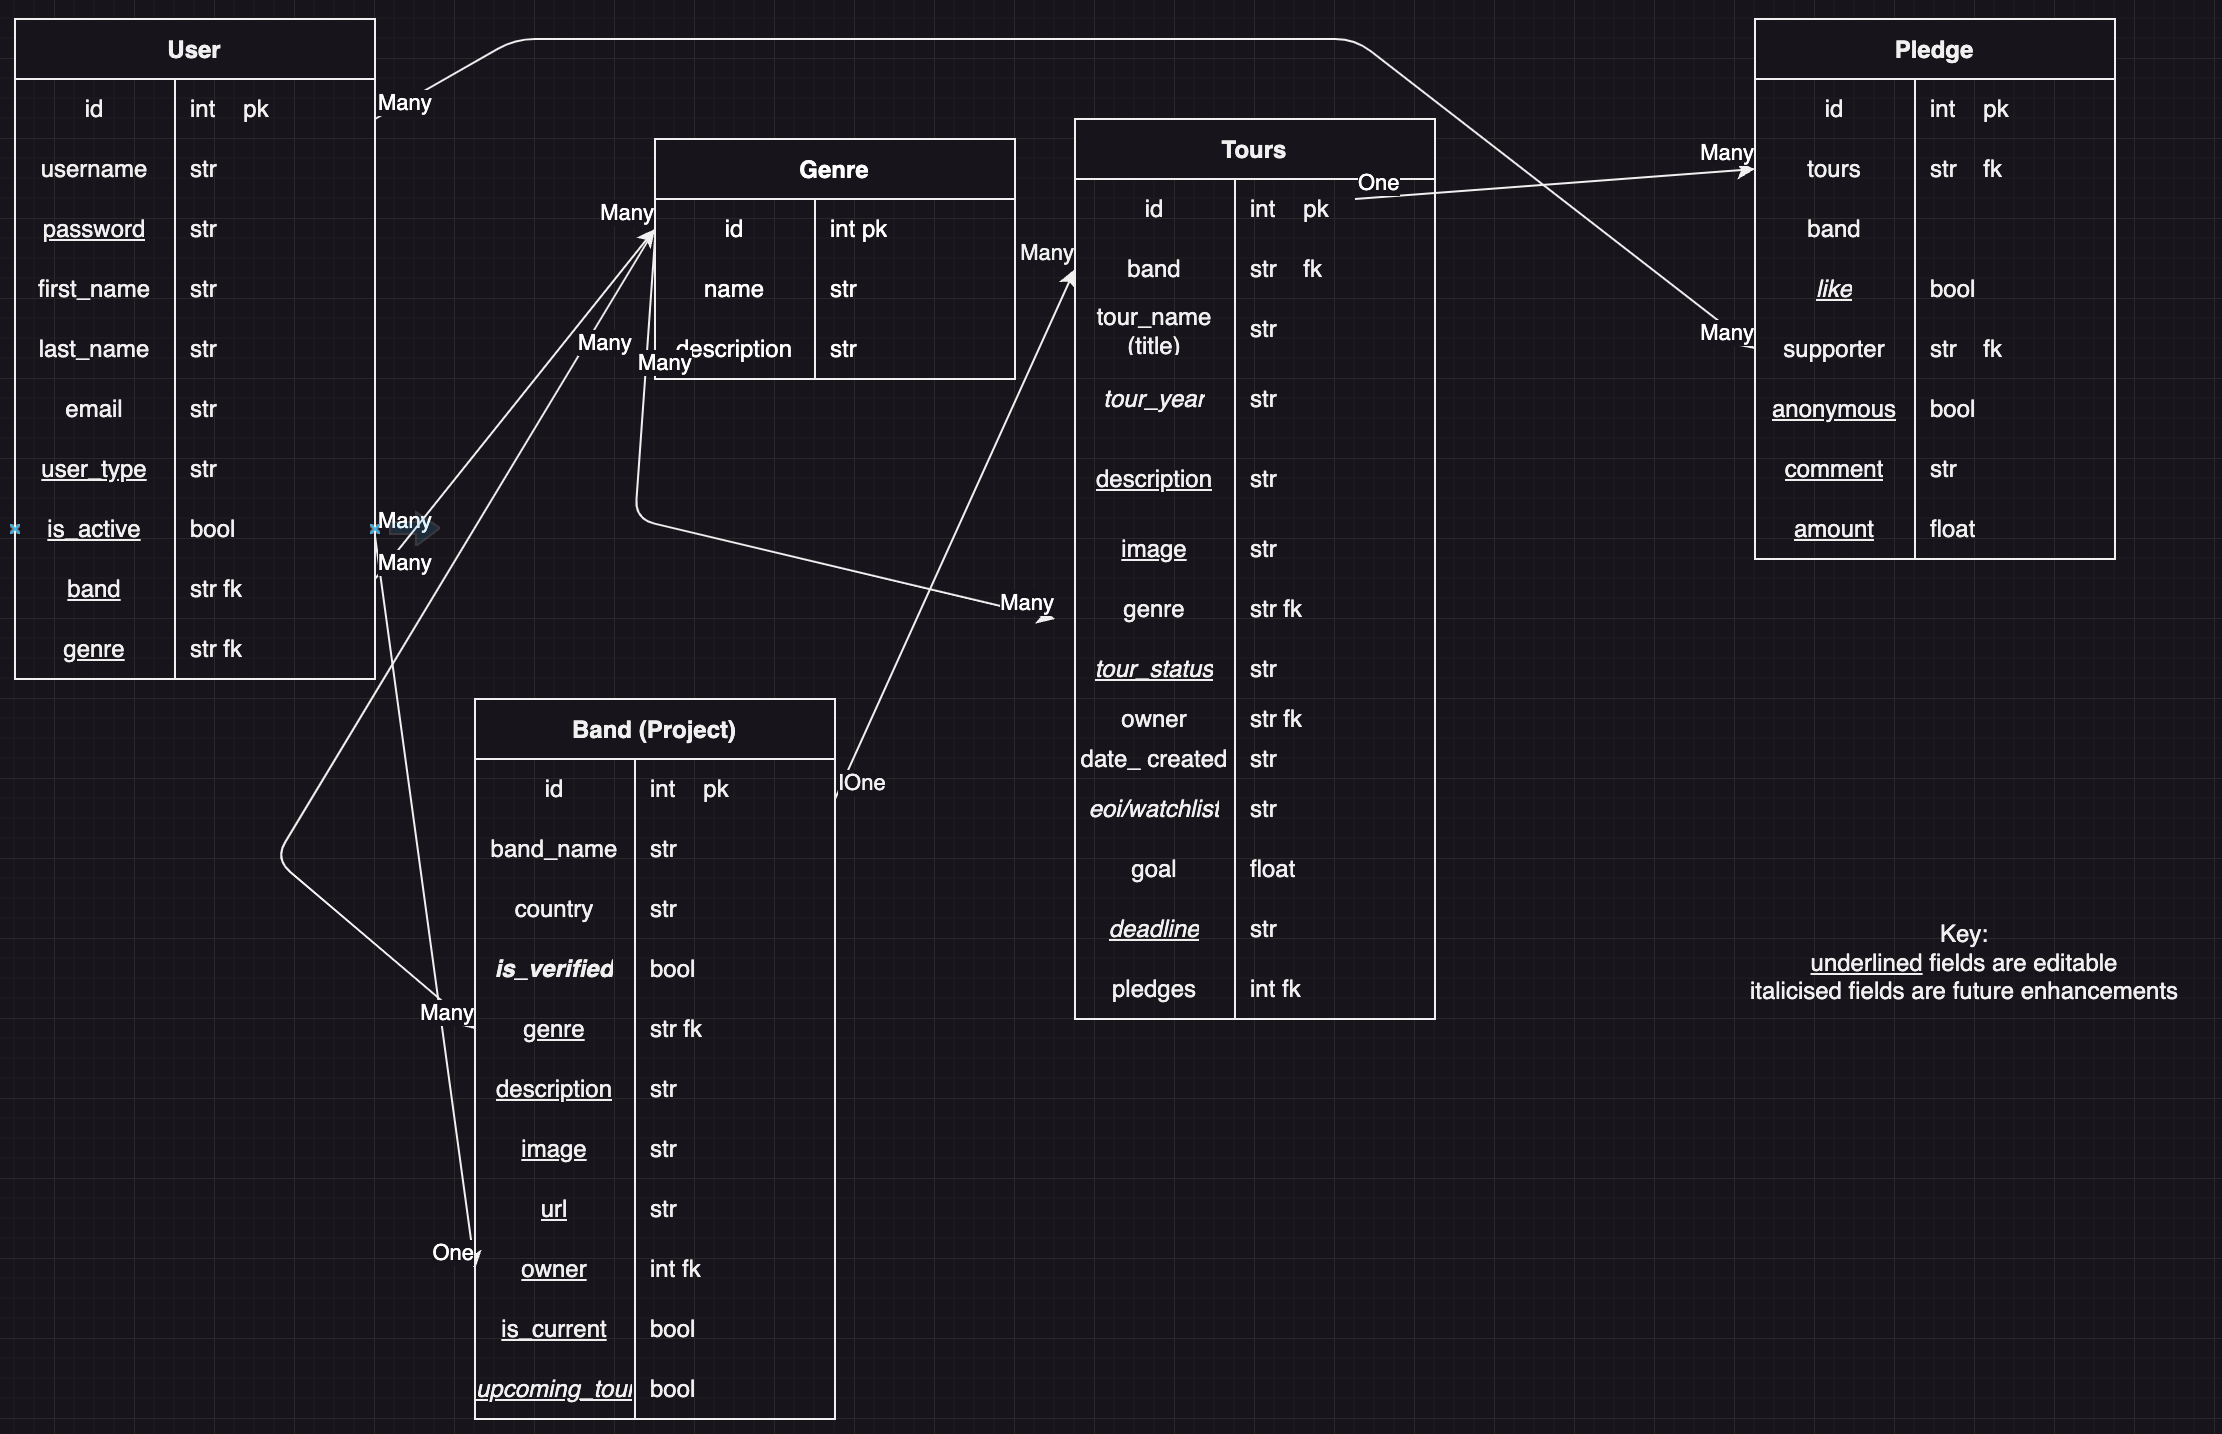 User
id int pk
username str
password str
first_name str
last_name str
email str
user_type str
is_active bool
band str fk
genre str fk
Many
Many
Many
Genre
id int pk
name str
description str
Many
Many
Many
Tours
id int pk
band str fk
tour_name
(title) str
tour_year str
description str
image str
genre str fk
tour_status str
owner str fk
date_ created str
eoi/watchlist str
goal float
deadline str
pledges int fk
Many
Many
One
Pledge
id int pk
tours str fk
band
like bool
supporter str fk
anonymous bool
comment str
amount float
Many
Many
Band (Project)
id int pk
band_name str
country str
is_verified bool
genre str fk
description str
image str
url str
owner int fk
is_current bool
upcoming_tour bool
IOne
Many
One
Key:
underlined fields are editable
italicised fields are future enhancements